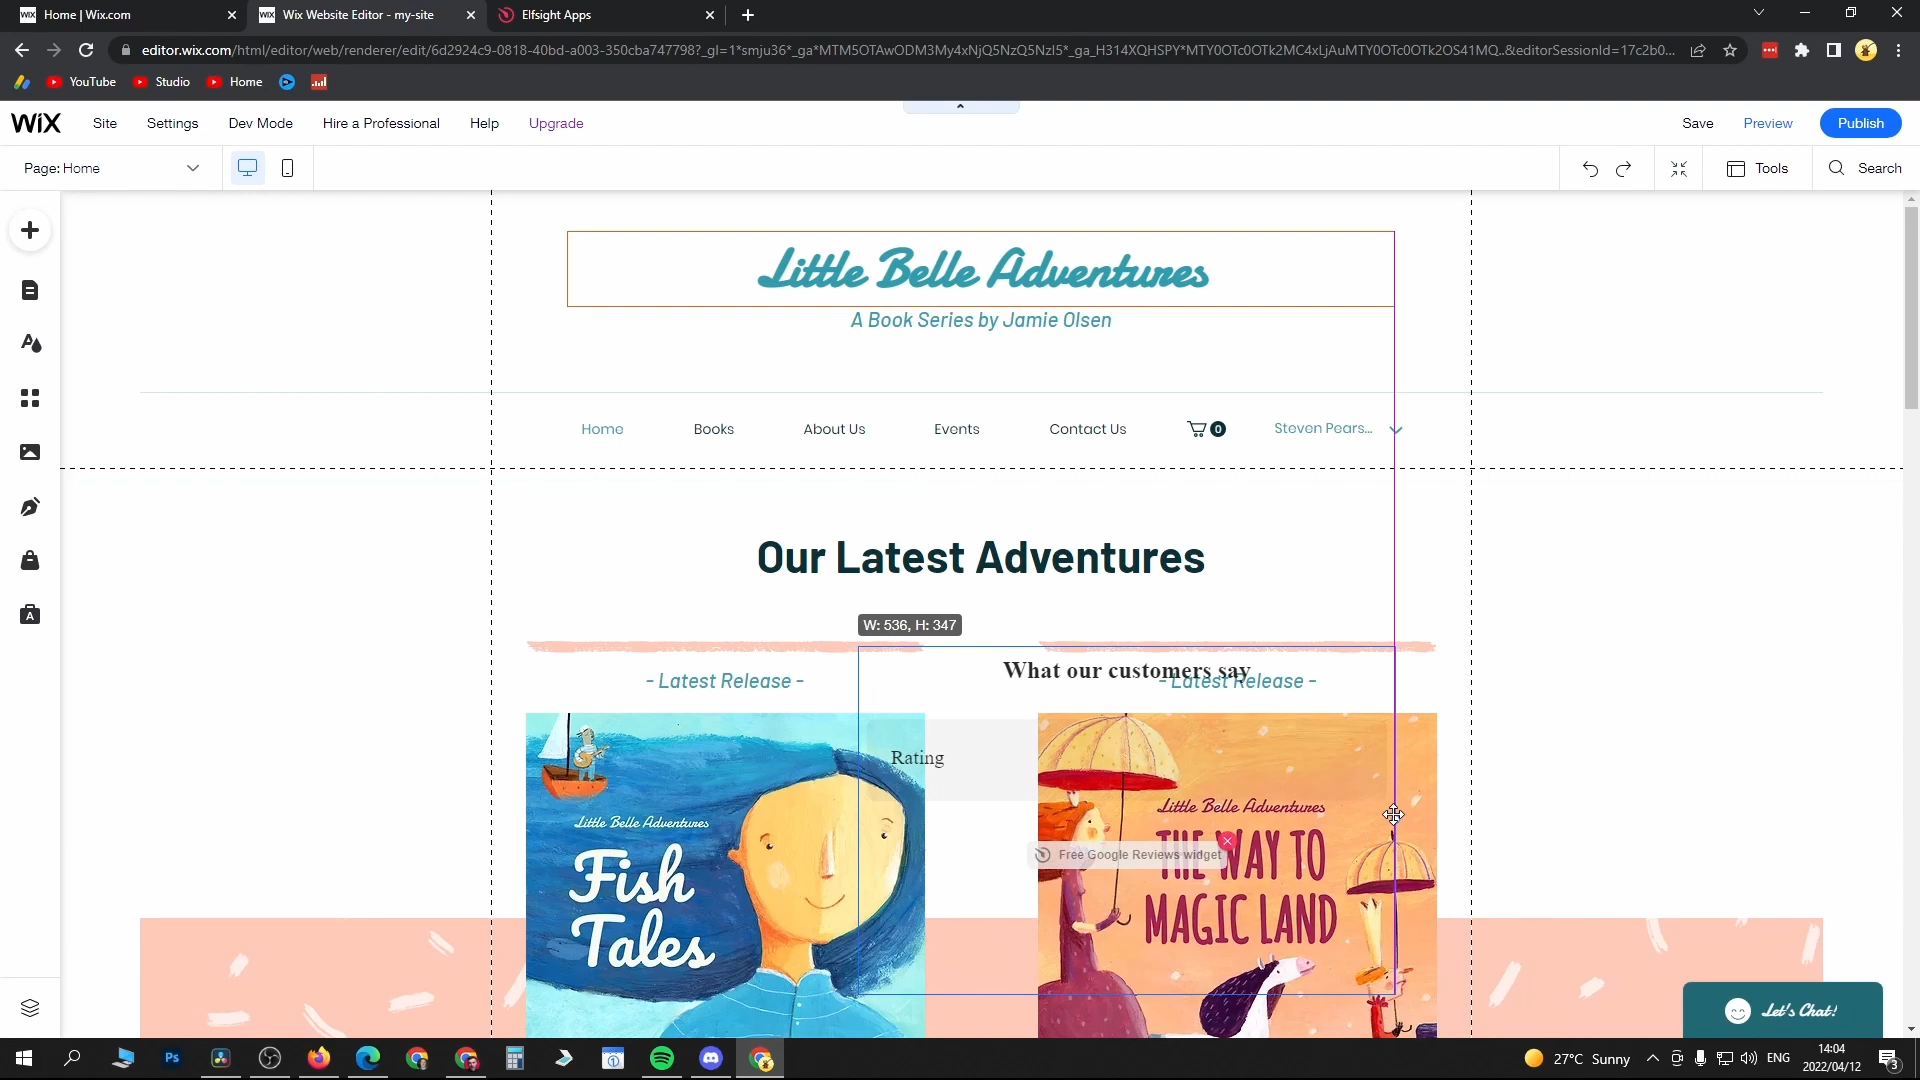 Home | Wix.com
Wix Website Editor - my-site
Elfsight Apps
editor.wix.com/html/editor/web/renderer/edit/6d2924c9-0818-40bd-a003-350cba747798?_gl=1*smju36*_ga*MTM5OTAwODM3My4xNjQ5NzQ5NzI5*_ga_H314XQHSPY*MTY0OTc0OTk2MC4xLjAuMTY0OTc0OTk2OS41MQ..&editorSessionId=17c2b0...
YouTube
Studio
Home
WiX
Site
Settings
Dev Mode
Hire a Professional
Help
Upgrade
Save
Preview
Publish
Page: Home
Tools
Search
Little Belle Adventures
A Book Series by Jamie Olsen
Home
Books
About Us
Events
Contact Us
0
Steven Pears...
Our Latest Adventures
W: 536, H: 347
What our customers say
- Latest Release -
- Latest Release -
Rating
Little Belle Adventures
Fish
Tales
Little Belle Adventures
THE WAY TO
MAGIC LAND
Free Google Reviews widget
Let's Chat!
Ps
27°C Sunny
ENG
14:04
2022/04/12
3